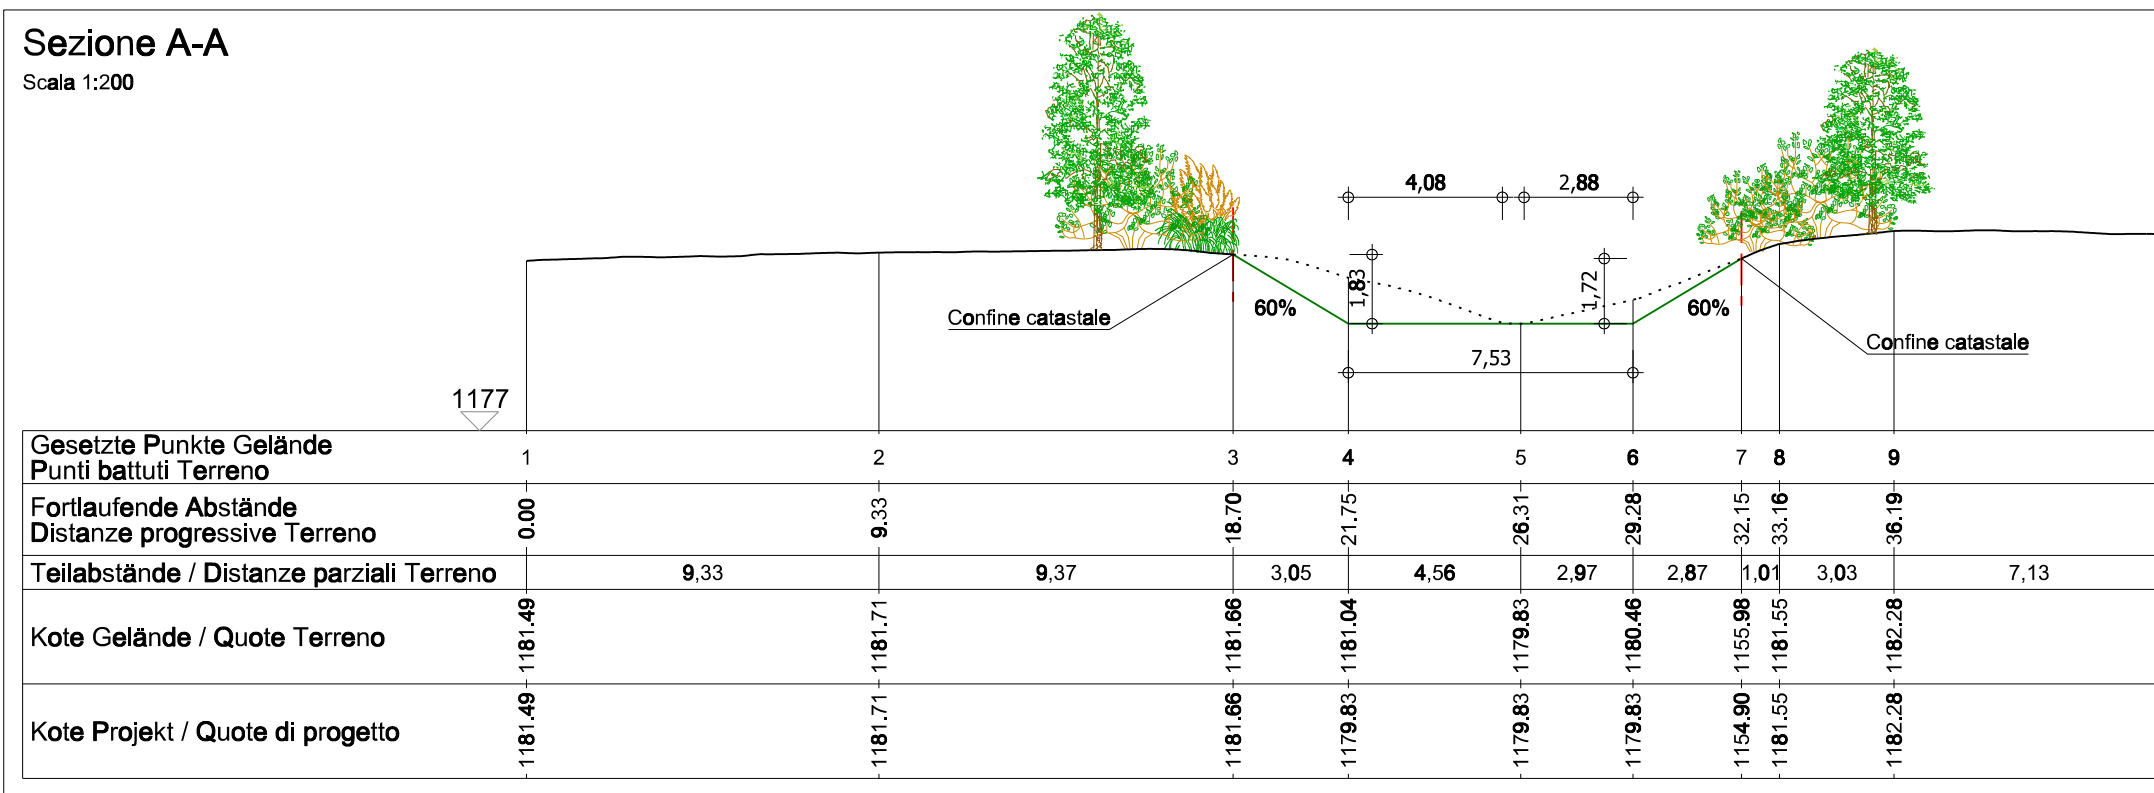 Sezione A-A
Scala 1:200
4,08
2,88
1,83
1,72
60%
60%
Confine catastale
Confine catastale
7,53
1177
Gesetzte Punkte Gelände
Punti battuti Terreno
1 2 3 4 5 6 7 8 9
Fortlaufende Abstände
Distanze progressive Terreno
0.00 9.33 18.70 21.75 26.31 29.28 32.15 33.16 36.19
Teilabstände / Distanze parziali Terreno 9,33 9,37 3,05 4,56 2,97 2,87 1,01 3,03 7,13
Kote Gelände / Quote Terreno 1181.49 1181.71 1181.66 1181.04 1179.83 1180.46 1155.98 1181.55 1182.28
Kote Projekt / Quote di progetto 1181.49 1181.71 1181.66 1179.83 1179.83 1179.83 1154.90 1181.55 1182.28